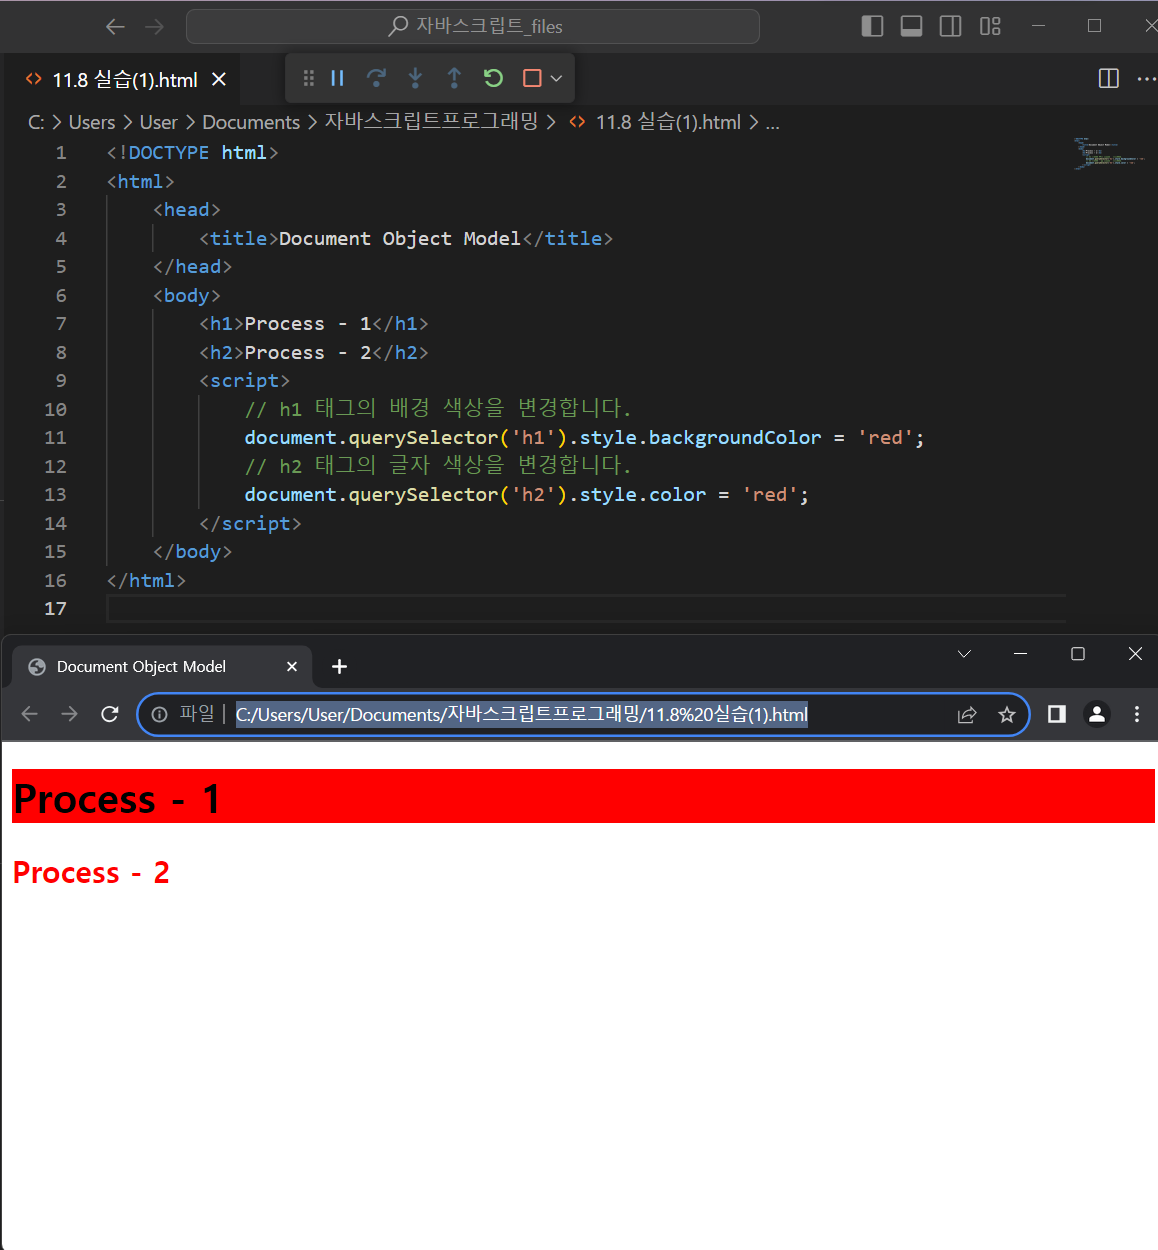 자바스크립트_files
11.8 실습(1).html
C: > Users > User > Documents > 자바스크립트프로그래밍 > <> 11.8 실습(1).html > ...
1 <!DOCTYPE html>
2 <html>
3 <head>
4 <title>Document Object Model</title>
5 </head>
6 <body>
7 <h1>Process - 1</h1>
8 <h2>Process - 2</h2>
9 <script>
10 // h1 태그의 배경 색상을 변경합니다.
11 document.querySelector('h1').style.backgroundColor = 'red';
12 // h2 태그의 글자 색상을 변경합니다.
13 document.querySelector('h2').style.color = 'red';
14 </script>
15 </body>
16 </html>
17
Document Object Model
파일 | C:/Users/User/Documents/자바스크립트프로그래밍/11.8%20실습(1).html
Process - 1
Process - 2